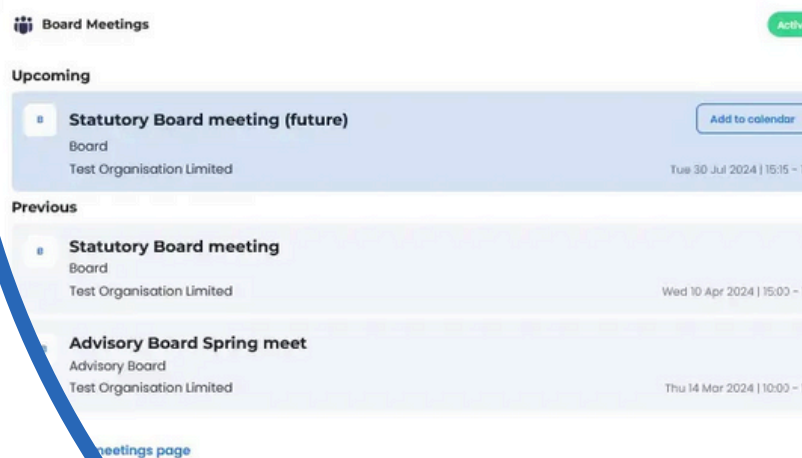 Board Meetings
Upcoming
B
Statutory Board meeting (future)
Add to calendar
Board
Test Organisation Limited
Tue 30 Jul 2024 | 15:15 -
Previous
B
Statutory Board meeting
Board
Test Organisation Limited
Wed 10 Apr 2024 | 15:00 -
Advisory Board Spring meet
Advisory Board
Test Organisation Limited
Thu 14 Mar 2024 | 10:00 -
meetings page